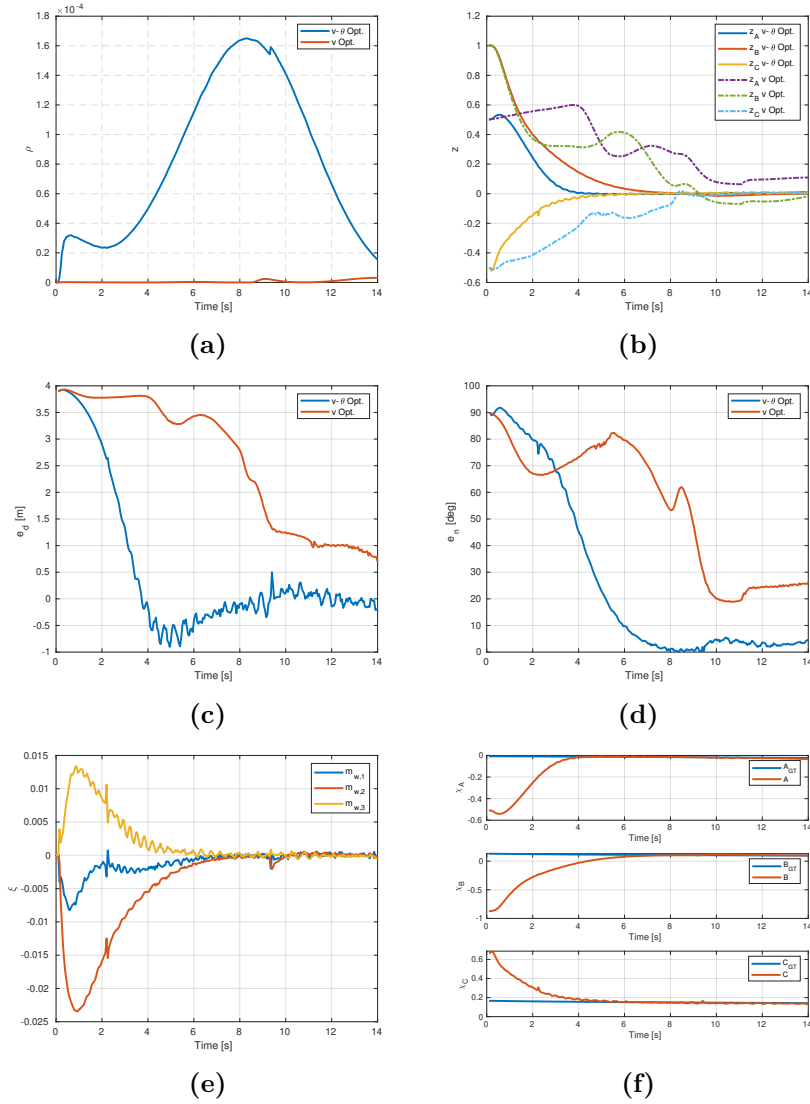 ×10⁻⁴
1.8
1.6
1.4
1.2
1
0.8
0.6
0.4
0.2
0
ρ
v- θ Opt.
v Opt.
0 2 4 6 8 10 12 14
Time [s]
(a)
1.2
1
0.8
0.6
0.4
0.2
0
-0.2
-0.4
-0.6
z
z_A v- θ Opt.
z_B v- θ Opt.
z_C v- θ Opt.
z_A v Opt.
z_B v Opt.
z_C v Opt.
0 2 4 6 8 10 12 14
Time [s]
(b)
4
3.5
3
2.5
2
1.5
1
0.5
0
-0.5
-1
e_d [m]
v- θ Opt.
v Opt.
0 2 4 6 8 10 12 14
Time [s]
(c)
100
90
80
70
60
50
40
30
20
10
0
e_n [deg]
v- θ Opt.
v Opt.
0 2 4 6 8 10 12 14
Time [s]
(d)
0.015
0.01
0.005
0
-0.005
-0.01
-0.015
-0.02
-0.025
ξ
m_w,1
m_w,2
m_w,3
0 2 4 6 8 10 12 14
Time [s]
(e)
0
-0.2
-0.4
-0.6
χ_A
A_GT
A
0 2 4 6 8 10 12 14
0
-0.5
-1
χ_B
B_GT
B
0 2 4 6 8 10 12 14
0.6
0.4
0.2
0
χ_C
C_GT
C
0 2 4 6 8 10 12 14
Time [s]
(f)